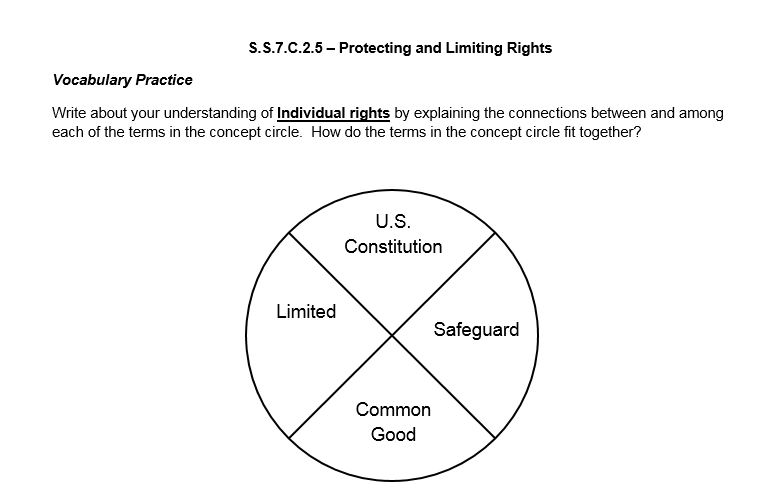 S.S.7.C.2.5 – Protecting and Limiting Rights
Vocabulary Practice
Write about your understanding of Individual rights by explaining the connections between and among
each of the terms in the concept circle.  How do the terms in the concept circle fit together?
U.S.
Constitution
Limited
Safeguard
Common
Good